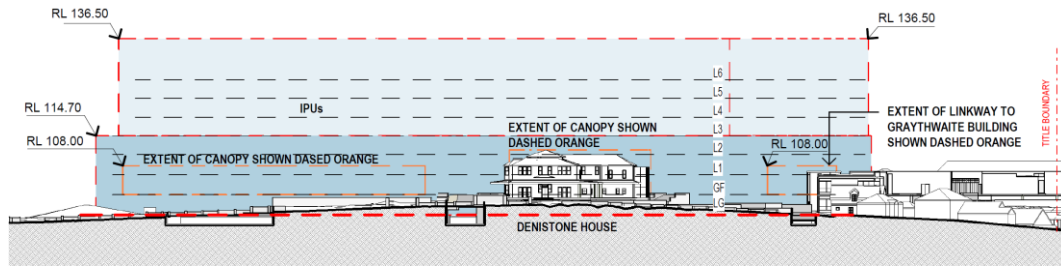 RL 136.50
RL 136.50
L6
L5
IPUs
L4
EXTENT OF LINKWAY TO
GRAYTHWAITE BUILDING
SHOWN DASHED ORANGE
TITLE BOUNDARY
RL 114.70
L3
EXTENT OF CANOPY SHOWN
DASHED ORANGE
RL 108.00
L2
RL 108.00
EXTENT OF CANOPY SHOWN DASED ORANGE
L1
GF
LG
DENISTONE HOUSE